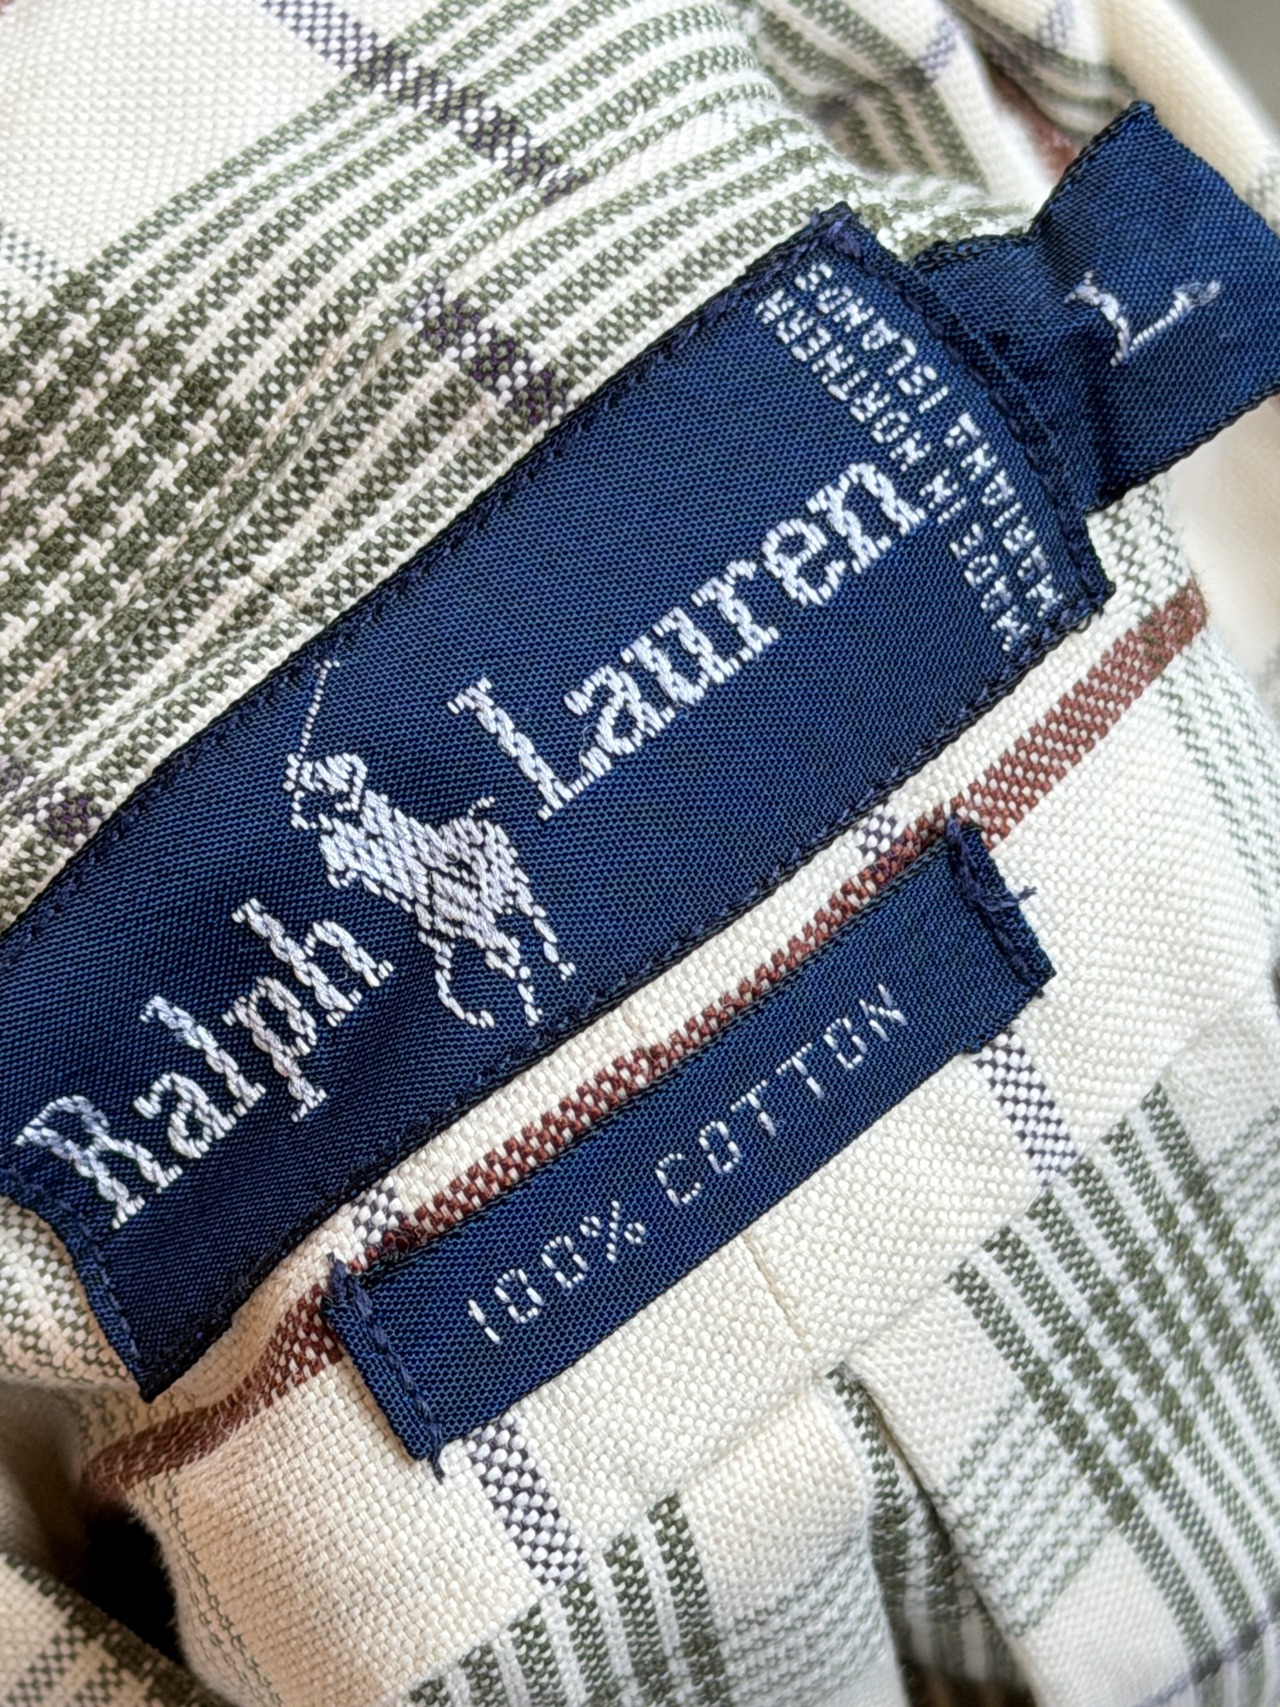 Ralph Lauren
MADE IN NORTHERN
MARIANA ISLANDS
L
100% COTTON